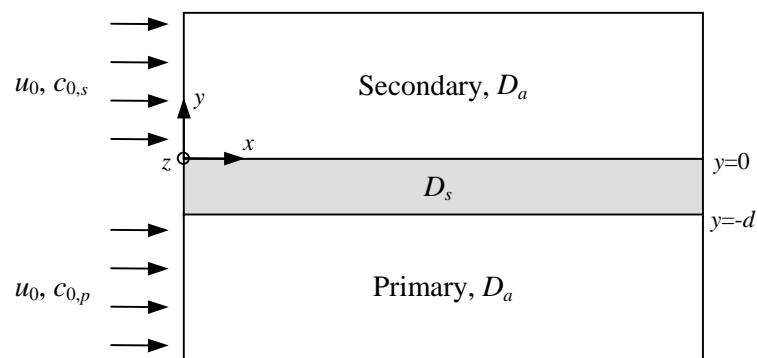 u₀, c₀,ₛ
Secondary, Dₐ
y
x
z
y=0
Dₛ
y=-d
u₀, c₀,ₚ
Primary, Dₐ